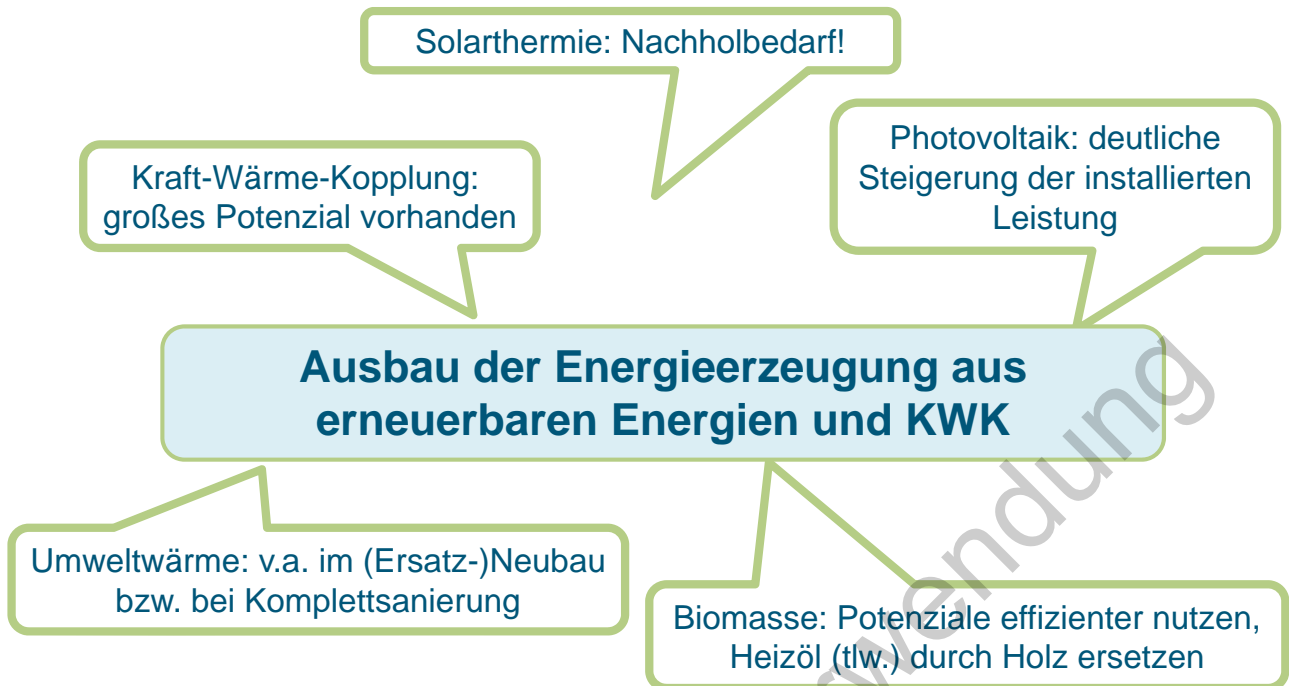 Solarthermie: Nachholbedarf!
Photovoltaik: deutliche
Steigerung der installierten
Leistung
Kraft-Wärme-Kopplung:
großes Potenzial vorhanden
Ausbau der Energieerzeugung aus
erneuerbaren Energien und KWK
Umweltwärme: v.a. im (Ersatz-)Neubau
bzw. bei Komplettsanierung
Biomasse: Potenziale effizienter nutzen,
Heizöl (tlw.) durch Holz ersetzen